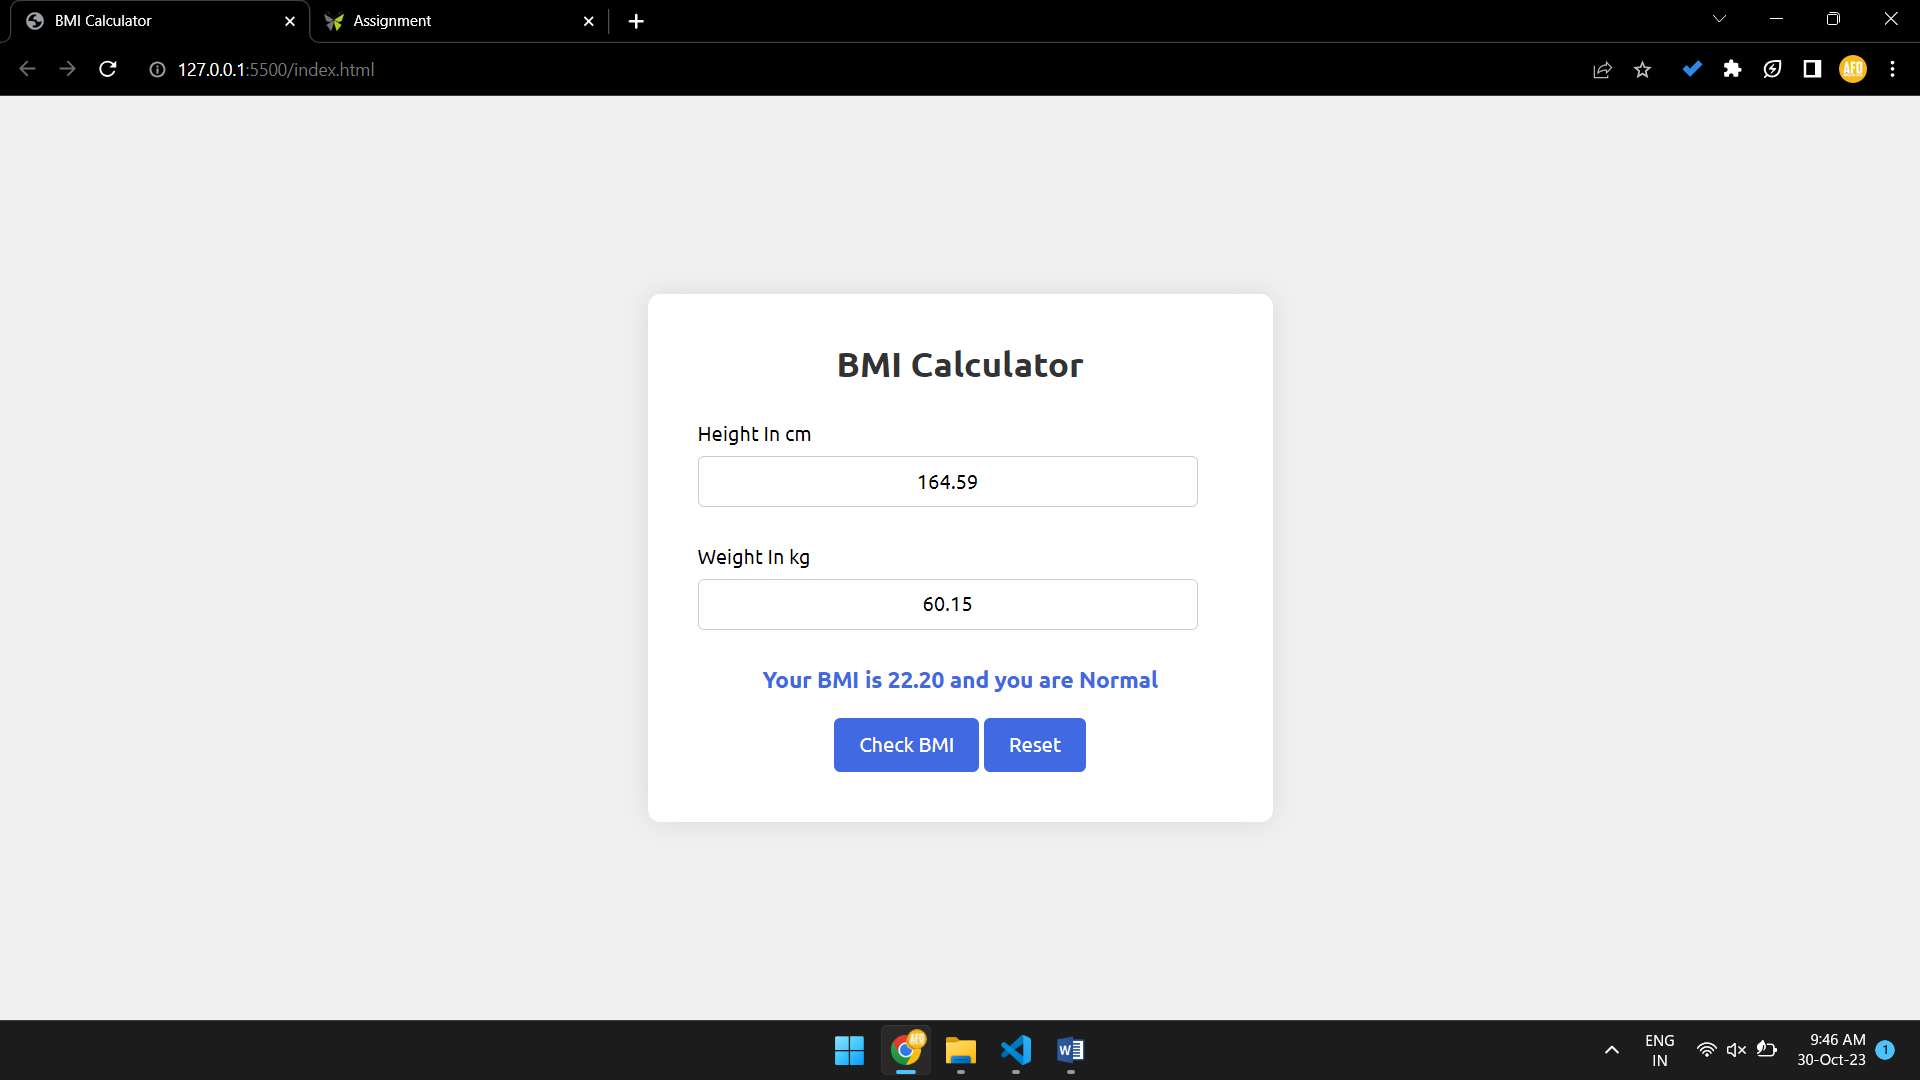 BMI Calculator
Assignment
127.0.0.1:5500/index.html
AFO
BMI Calculator
Height In cm
164.59
Weight In kg
60.15
Your BMI is 22.20 and you are Normal
Check BMI Reset
AFO
W
ENG
IN
9:46 AM
30-Oct-23
1